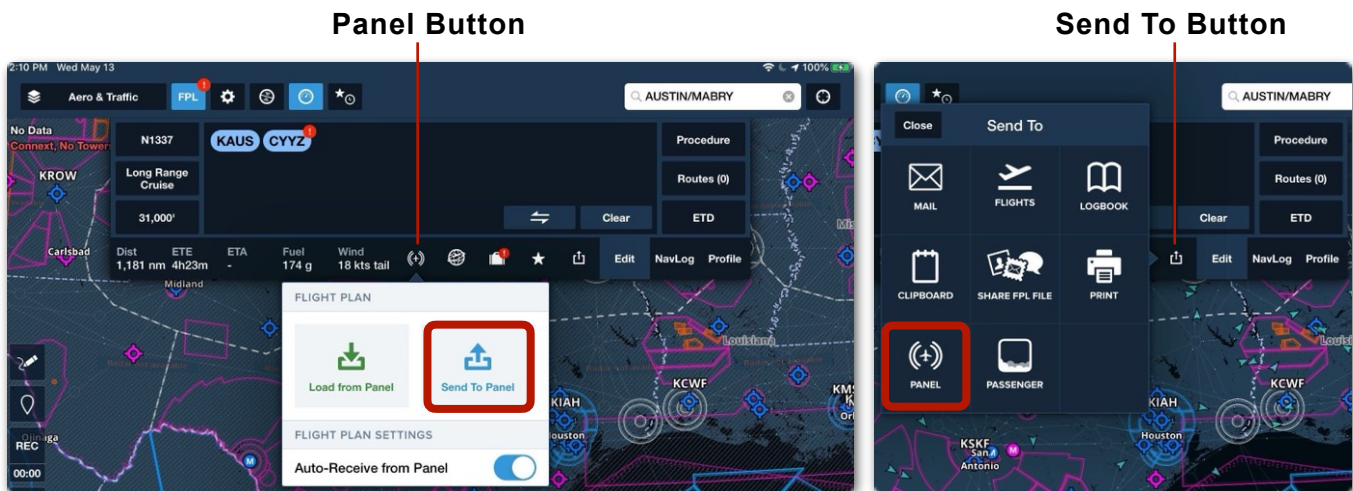 Panel Button
Send To Button
2:10 PM Wed May 13
100%
Aero & Traffic
FPL
AUSTIN/MABRY
No Data
Connext, No Tower
N1337
KAUS CYYZ
Procedure
KROW
Long Range
Cruise
Routes (0)
31,000'
Clear
ETD
Carlsbad
Dist ETE ETA Fuel Wind
1,181 nm 4h23m - 174 g 18 kts tail
Edit NavLog Profile
Midland
FLIGHT PLAN
Load from Panel
Send To Panel
Louisiana
KCWF
KIAH
Houston
FLIGHT PLAN SETTINGS
Auto-Receive from Panel
Ojinaga
REC
00:00
M
AUSTIN/MABRY
Close
Send To
Procedure
MAIL
FLIGHTS
LOGBOOK
Routes (0)
Clear
ETD
CLIPBOARD
SHARE FPL FILE
PRINT
Edit NavLog Profile
PANEL
PASSENGER
KCWF
KIAH
Houston
KSKF
San
Antonio
M